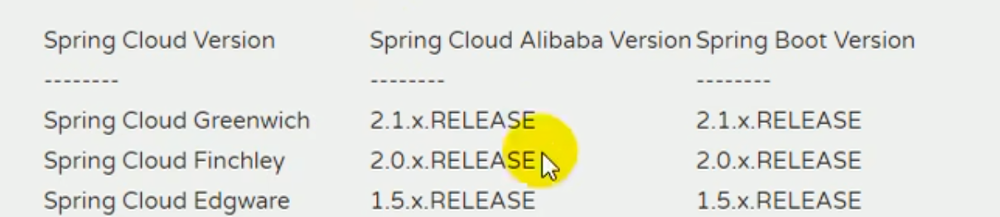 Spring Cloud Version Spring Cloud Alibaba Version Spring Boot Version
-------- -------- --------
Spring Cloud Greenwich 2.1.x.RELEASE 2.1.x.RELEASE
Spring Cloud Finchley 2.0.x.RELEASE 2.0.x.RELEASE
Spring Cloud Edgware 1.5.x.RELEASE 1.5.x.RELEASE